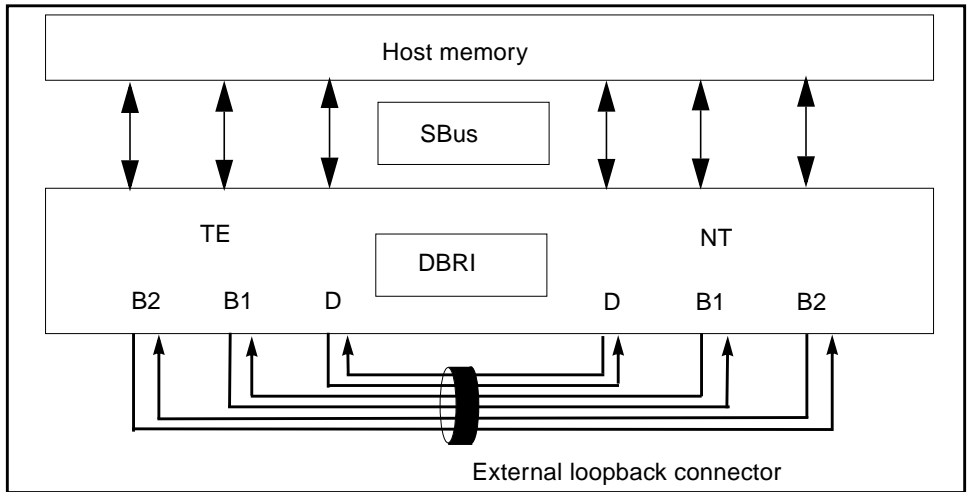 Host memory
SBus
TE
NT
DBRI
B2 B1 D D B1 B2
External loopback connector